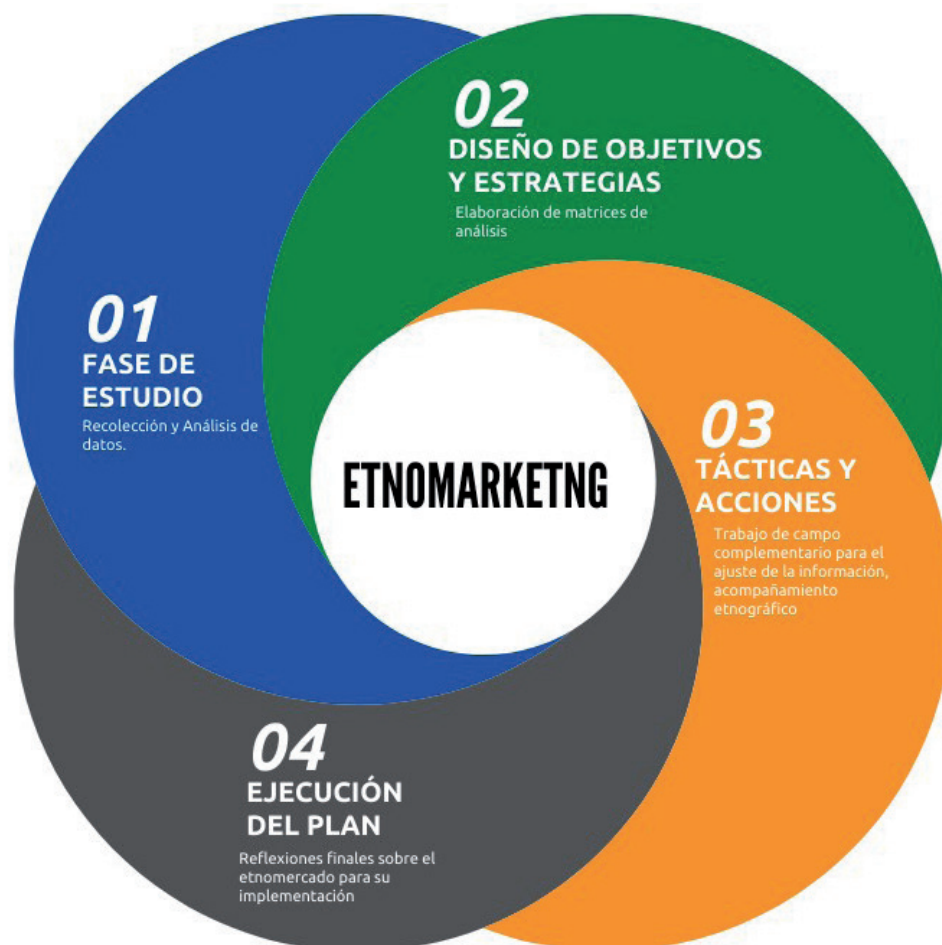 01
FASE DE
ESTUDIO
Recolección y Análisis de
datos.
02
DISEÑO DE OBJETIVOS
Y ESTRATEGIAS
Elaboración de matrices de
análisis
03
TÁCTICAS Y
ACCIONES
Trabajo de campo
complementario para el
ajuste de la información,
acompañamiento
etnográfico
04
EJECUCIÓN
DEL PLAN
Reflexiones finales sobre el
etnomercado para su
implementación
ETNOMARKETNG